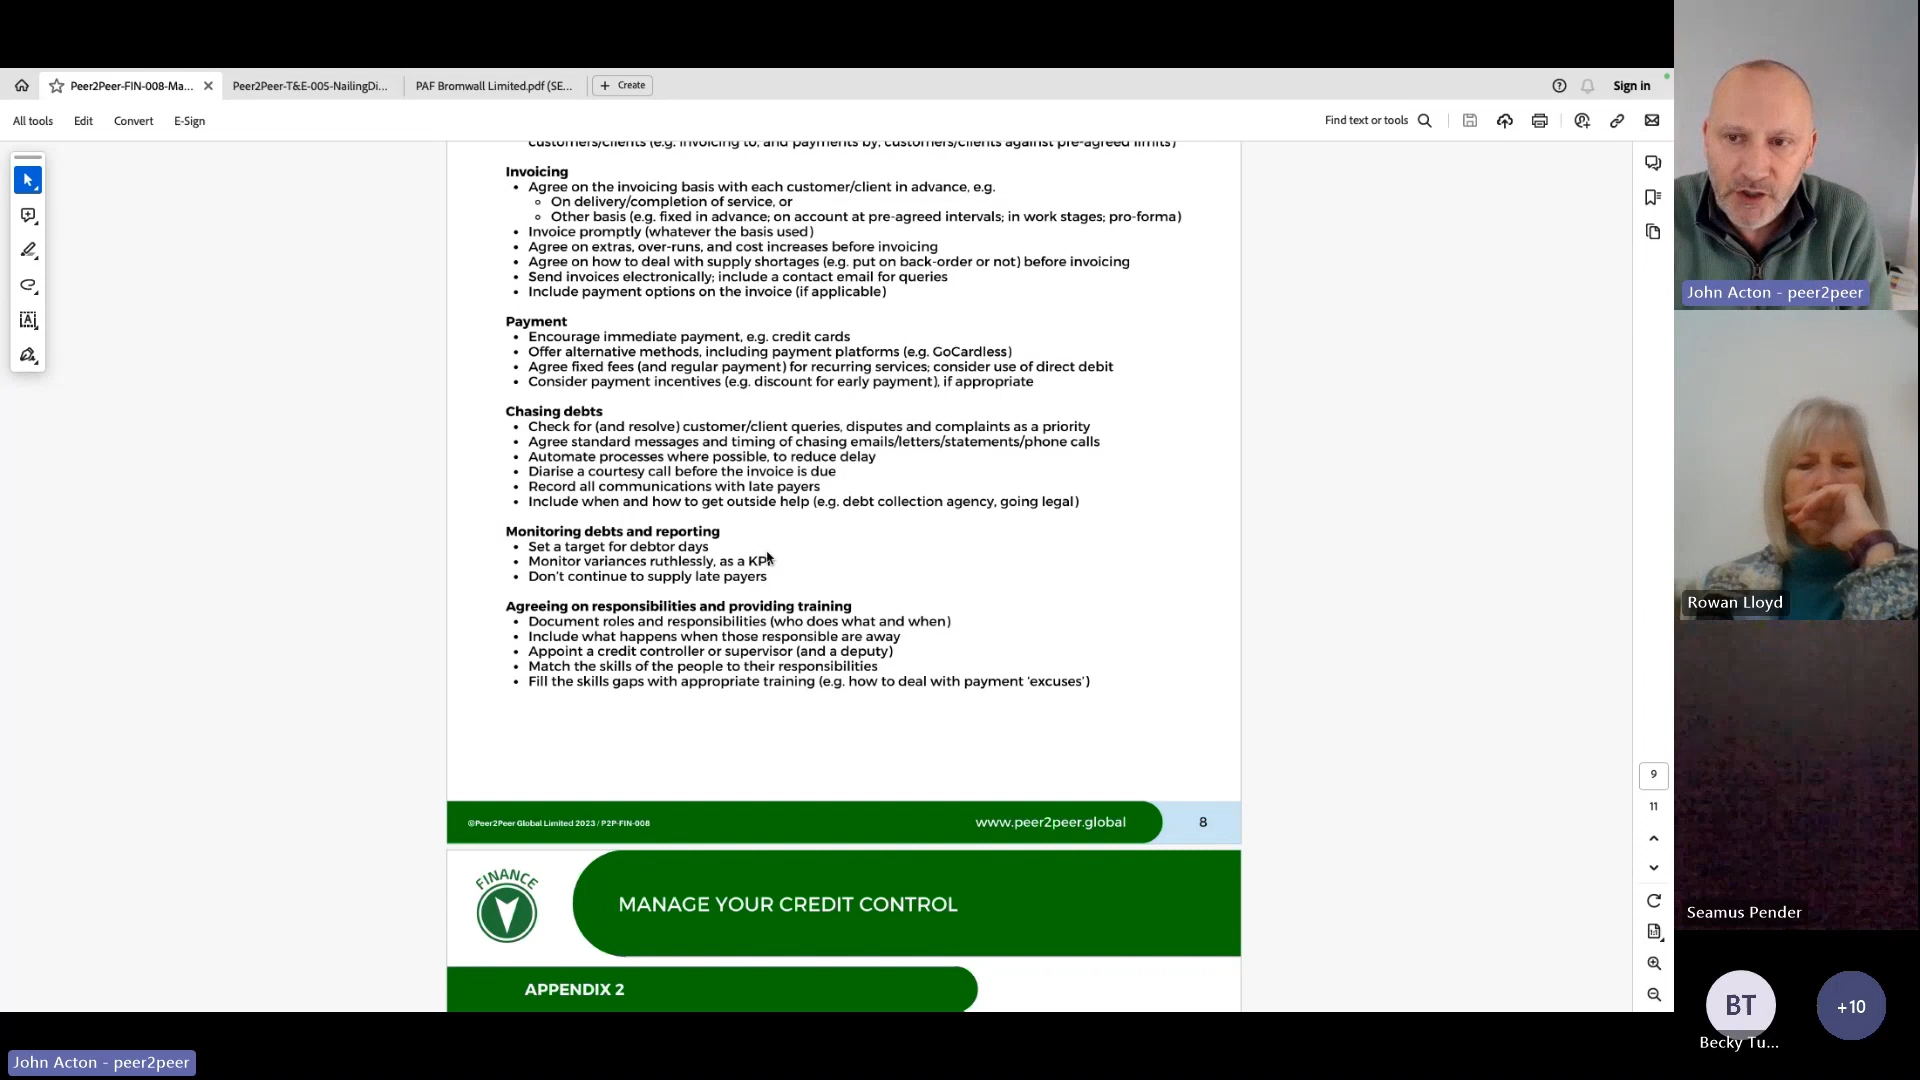 Peer2Peer-FIN-008-Ma...
Peer2Peer-T&E-005-NailingDi...
PAF Bromwall Limited.pdf (SE...
Create
Sign in
All tools
Edit
Convert
E-Sign
Find text or tools
customers/clients (e.g. invoicing to, and payments by, customers/clients against pre-agreed limits)
Invoicing
• Agree on the invoicing basis with each customer/client in advance, e.g.
On delivery/completion of service, or
Other basis (e.g. fixed in advance; on account at pre-agreed intervals; in work stages; pro-forma)
• Invoice promptly (whatever the basis used)
• Agree on extras, over-runs, and cost increases before invoicing
• Agree on how to deal with supply shortages (e.g. put on back-order or not) before invoicing
• Send invoices electronically; include a contact email for queries
• Include payment options on the invoice (if applicable)
Payment
• Encourage immediate payment, e.g. credit cards
• Offer alternative methods, including payment platforms (e.g. GoCardless)
• Agree fixed fees (and regular payment) for recurring services; consider use of direct debit
• Consider payment incentives (e.g. discount for early payment), if appropriate
Chasing debts
• Check for (and resolve) customer/client queries, disputes and complaints as a priority
• Agree standard messages and timing of chasing emails/letters/statements/phone calls
• Automate processes where possible, to reduce delay
• Diarise a courtesy call before the invoice is due
• Record all communications with late payers
• Include when and how to get outside help (e.g. debt collection agency, going legal)
Monitoring debts and reporting
• Set a target for debtor days
• Monitor variances ruthlessly, as a KPI
• Don't continue to supply late payers
Agreeing on responsibilities and providing training
• Document roles and responsibilities (who does what and when)
• Include what happens when those responsible are away
• Appoint a credit controller or supervisor (and a deputy)
• Match the skills of the people to their responsibilities
• Fill the skills gaps with appropriate training (e.g. how to deal with payment 'excuses')
©Peer2Peer Global Limited 2023 / P2P-FIN-008
www.peer2peer.global
8
FINANCE
MANAGE YOUR CREDIT CONTROL
APPENDIX 2
9
11
John Acton - peer2peer
Rowan Lloyd
Seamus Pender
BT
+10
Becky Tu...
John Acton - peer2peer